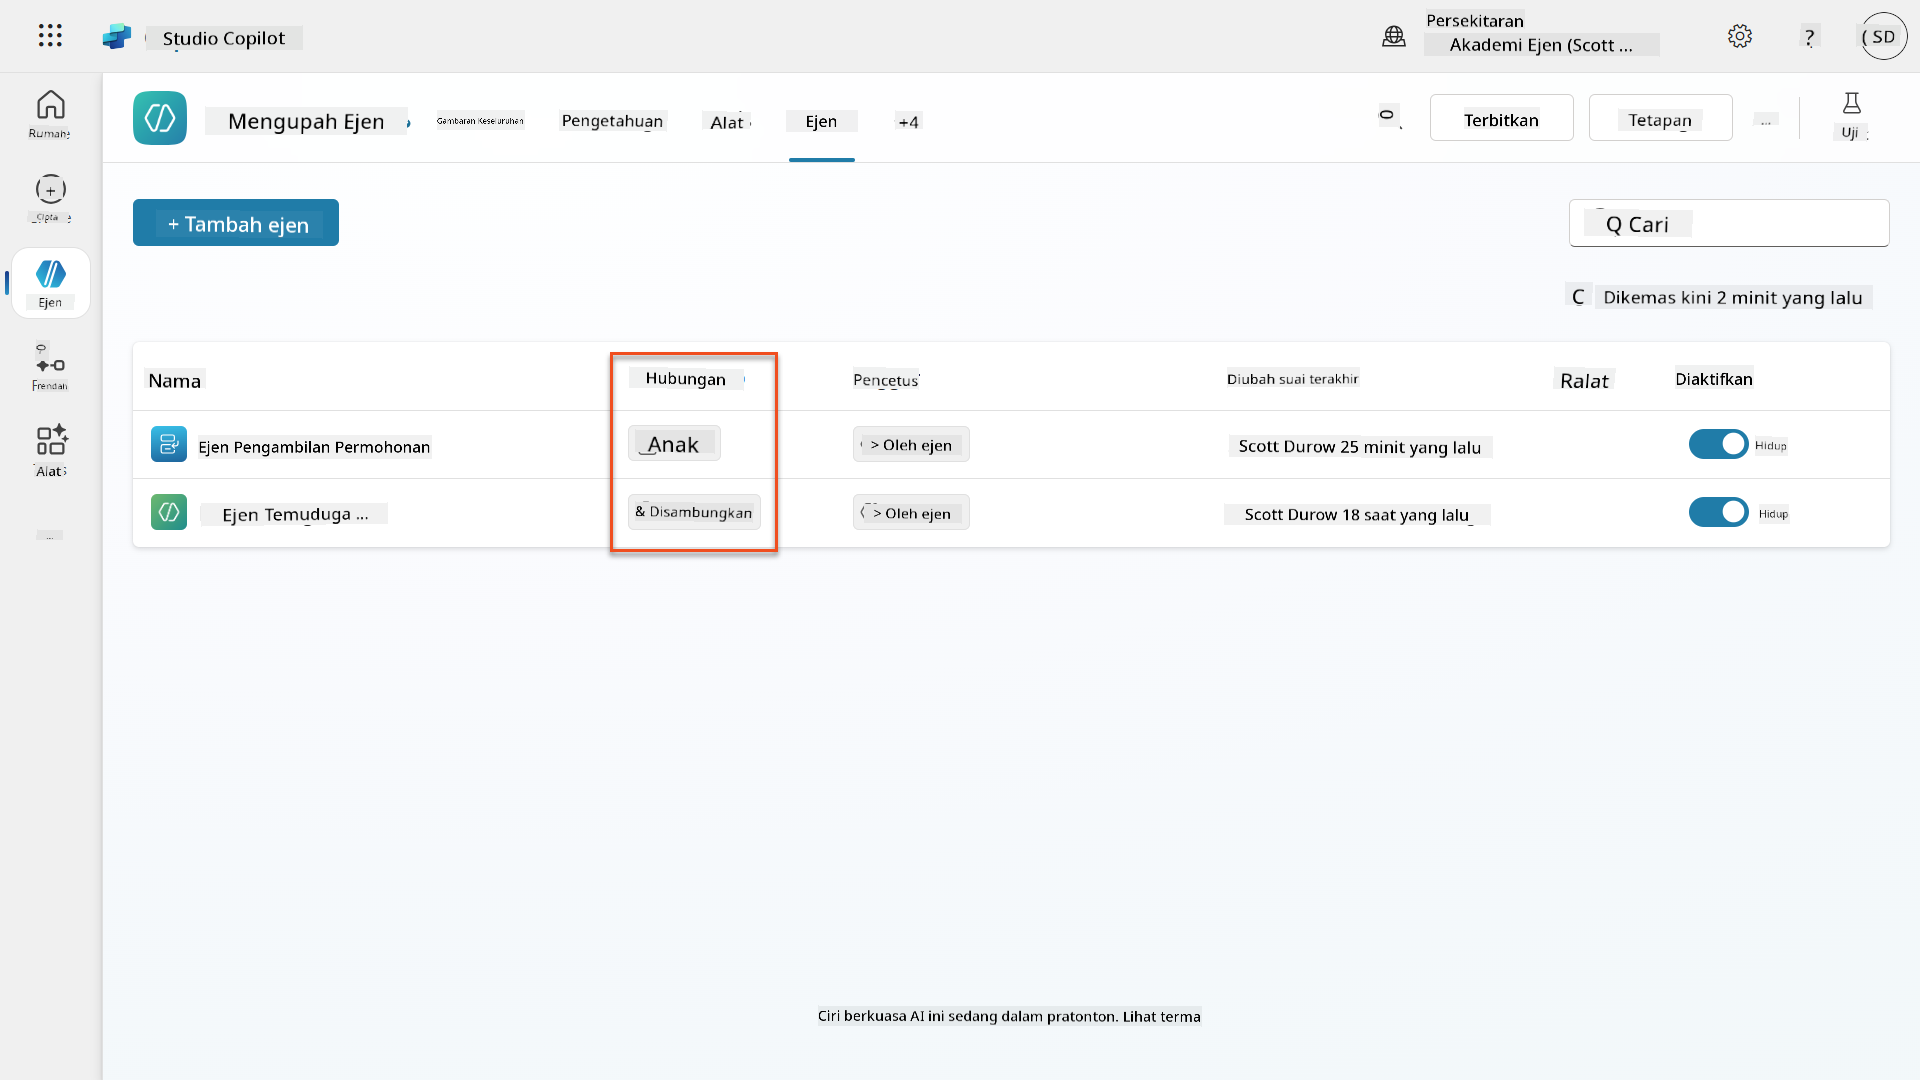 Studio Copilot
Persekitaran
Akademi Ejen (Scott ...
?
SD
Mengupah Ejen
Gambaran Keseluruhan
Pengetahuan
Alat
Ejen
+4
Terbitkan
Tetapan
...
Uji
Rumah
Cipta
Ejen
Alat
...
+ Tambah ejen
Q Cari
C Dikemas kini 2 minit yang lalu
Nama
Hubungan
Pencetus
Diubah suai terakhir
Ralat
Diaktifkan
Ejen Pengambilan Permohonan
Anak
> Oleh ejen
Scott Durow 25 minit yang lalu
Hidup
Ejen Temuduga ...
& Disambungkan
> Oleh ejen
Scott Durow 18 saat yang lalu
Hidup
Ciri berkuasa AI ini sedang dalam pratonton. Lihat terma